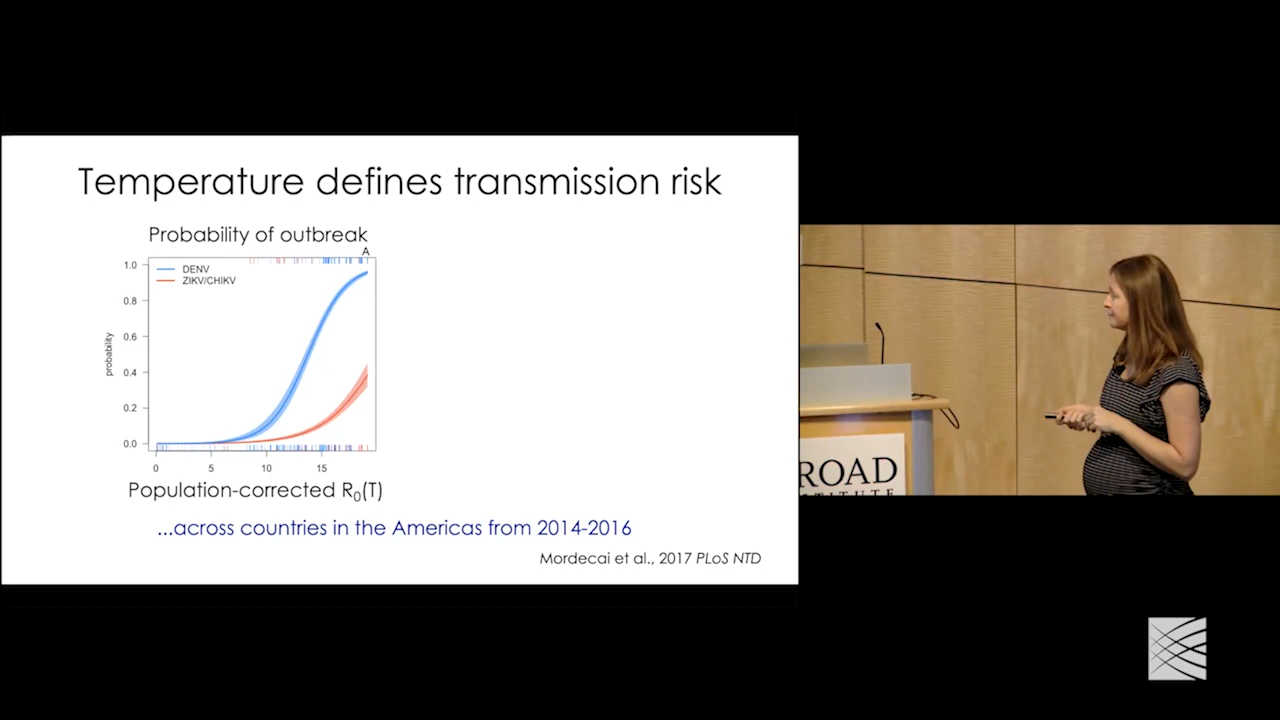 Temperature defines transmission risk
Probability of outbreak
A
DENV
ZIKV/CHIKV
1.0
0.8
0.6
0.4
0.2
0.0
probability
0 5 10 15
Population-corrected R0(T)
...across countries in the Americas from 2014-2016
Mordecai et al., 2017 PLoS NTD
ROAD